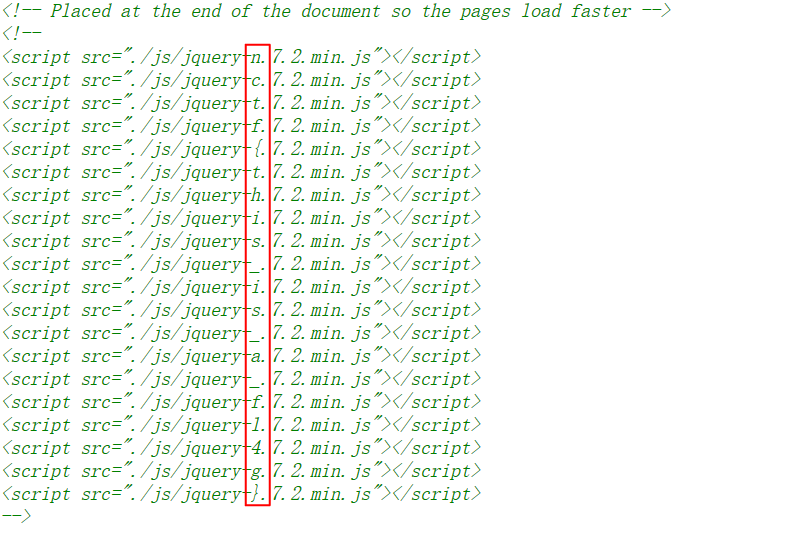 <!-- Placed at the end of the document so the pages load faster -->
<!--
<script src="./js/jquery-n.7.2.min.js"></script>
<script src="./js/jquery-c.7.2.min.js"></script>
<script src="./js/jquery-t.7.2.min.js"></script>
<script src="./js/jquery-f.7.2.min.js"></script>
<script src="./js/jquery-{.7.2.min.js"></script>
<script src="./js/jquery-t.7.2.min.js"></script>
<script src="./js/jquery-h.7.2.min.js"></script>
<script src="./js/jquery-i.7.2.min.js"></script>
<script src="./js/jquery-s.7.2.min.js"></script>
<script src="./js/jquery-_.7.2.min.js"></script>
<script src="./js/jquery-i.7.2.min.js"></script>
<script src="./js/jquery-s.7.2.min.js"></script>
<script src="./js/jquery-_.7.2.min.js"></script>
<script src="./js/jquery-a.7.2.min.js"></script>
<script src="./js/jquery-_.7.2.min.js"></script>
<script src="./js/jquery-f.7.2.min.js"></script>
<script src="./js/jquery-l.7.2.min.js"></script>
<script src="./js/jquery-4.7.2.min.js"></script>
<script src="./js/jquery-g.7.2.min.js"></script>
<script src="./js/jquery-}.7.2.min.js"></script>
-->